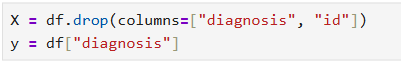 X = df.drop(columns=["diagnosis", "id"])
y = df["diagnosis"]